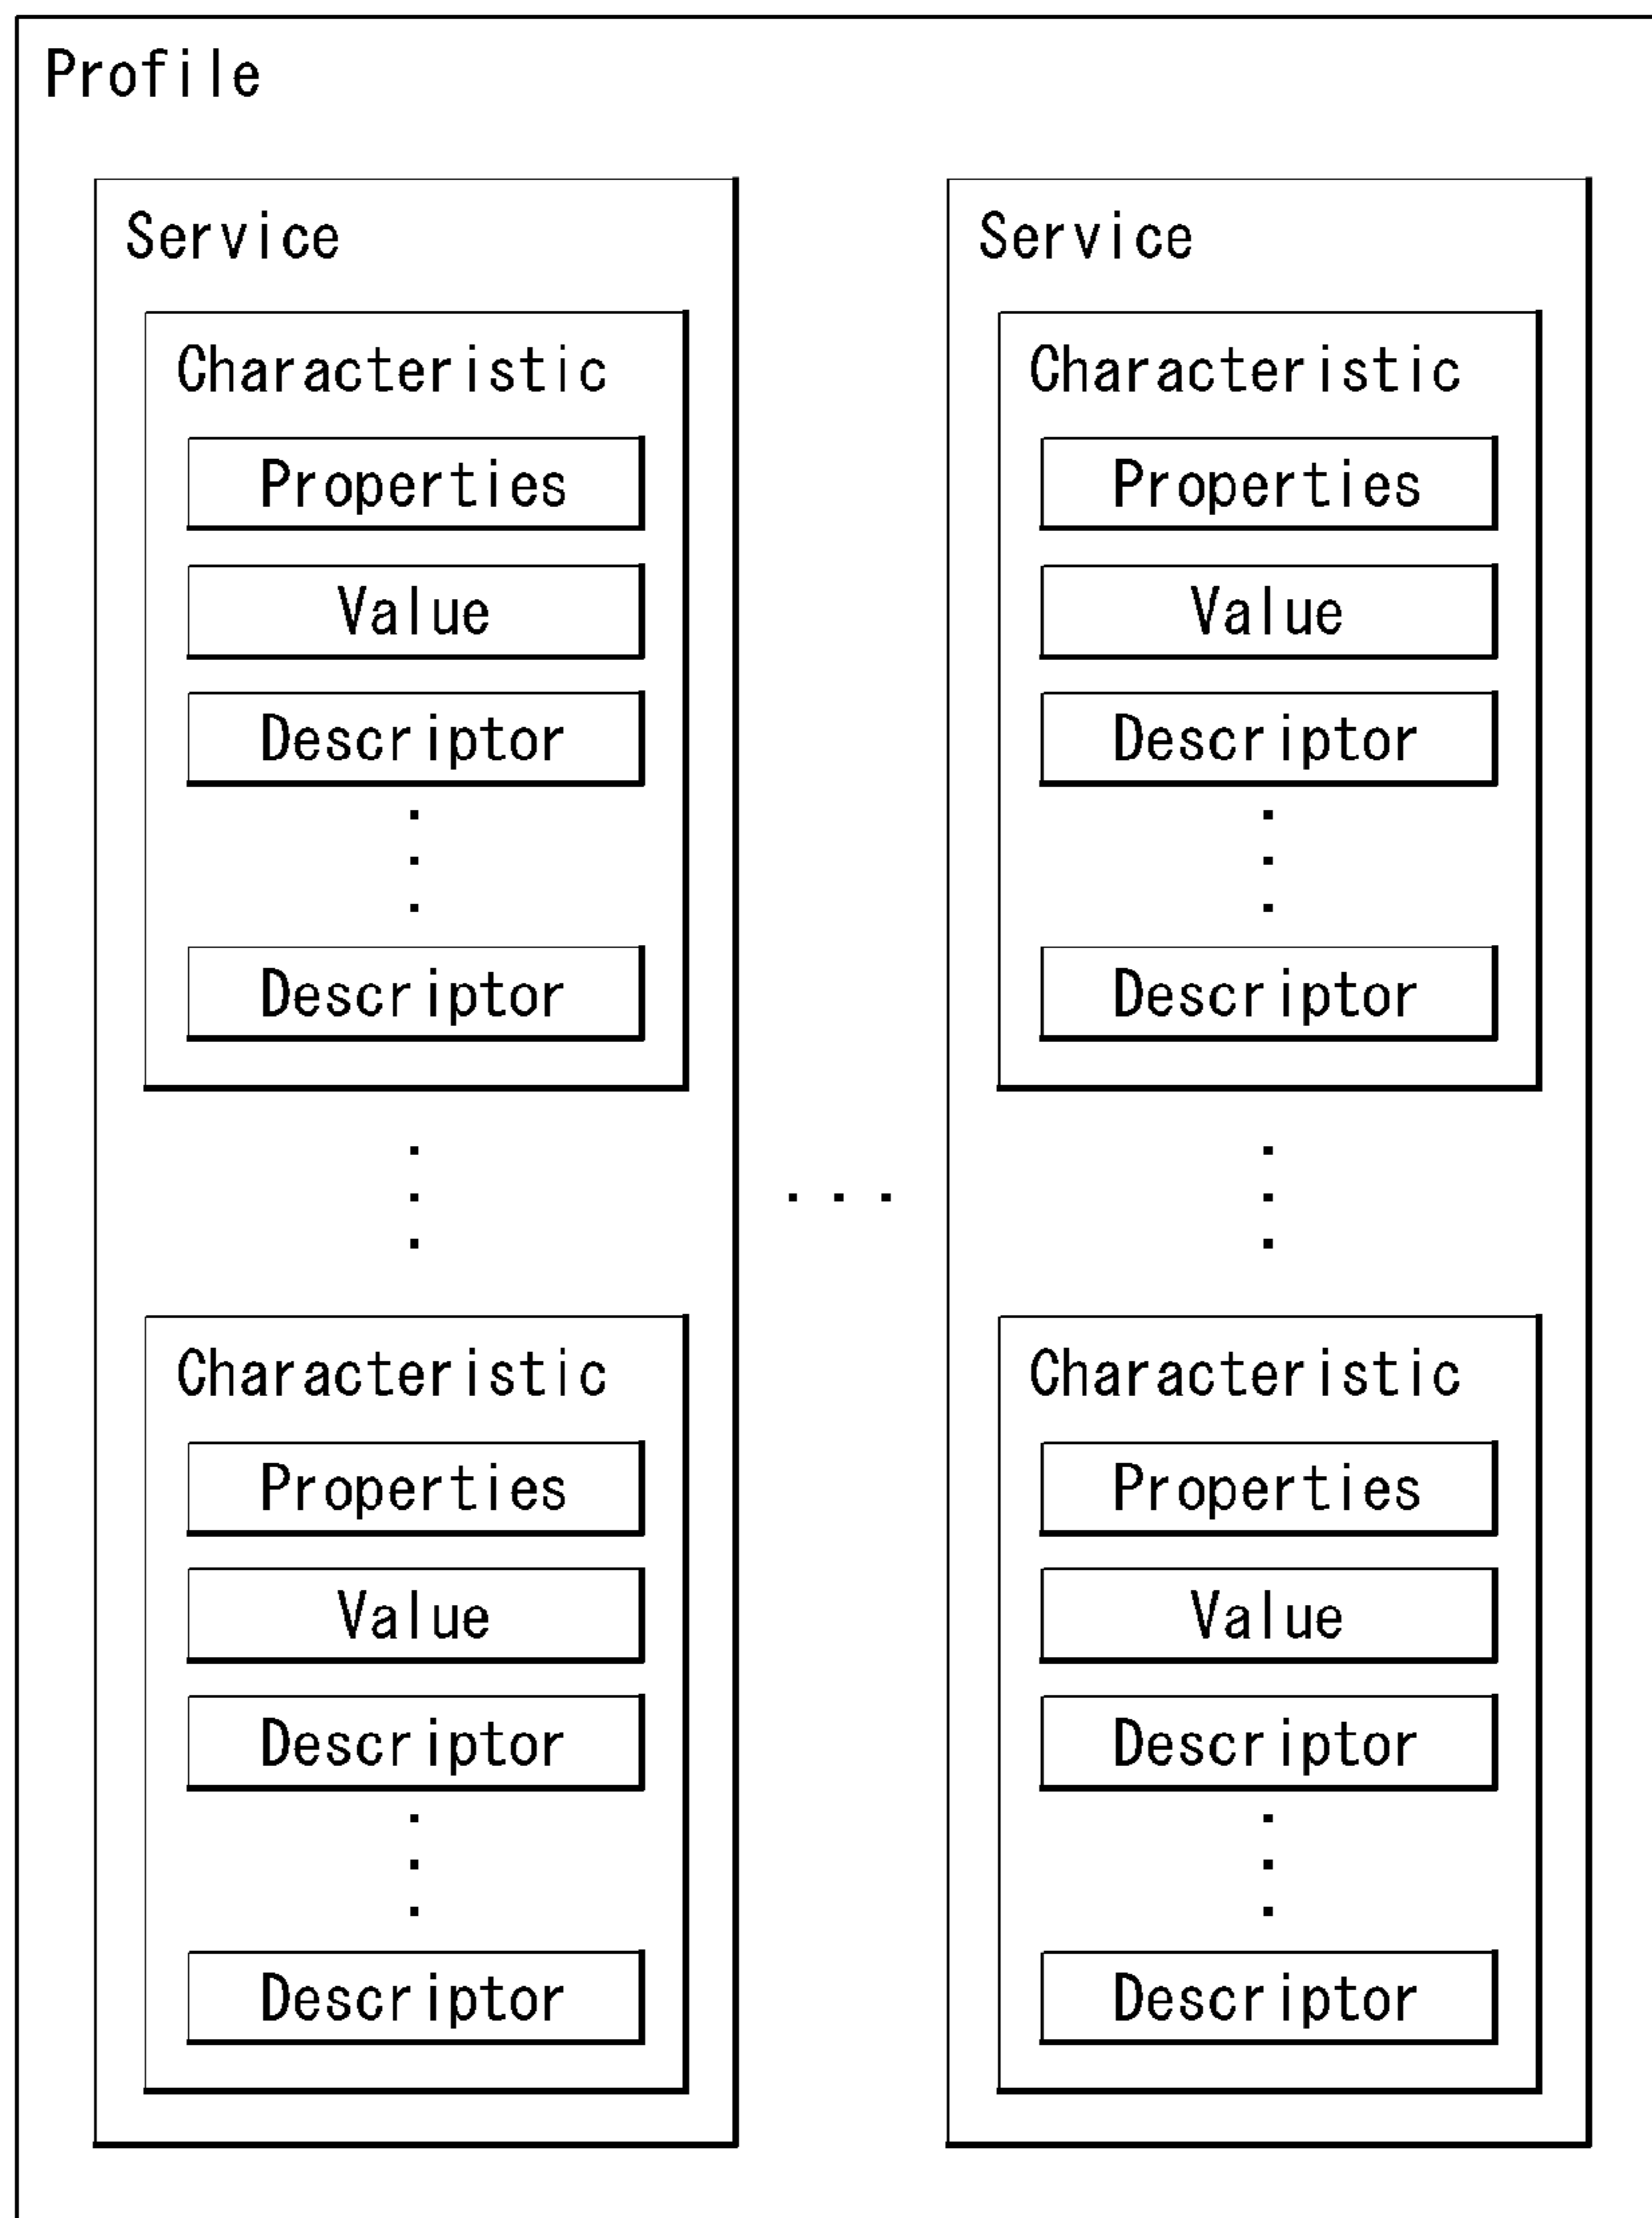 Profile
Service
Characteristic
Properties
Value
Descriptor
.
.
.
Descriptor
.
.
.
Characteristic
Properties
Value
Descriptor
.
.
.
Descriptor
. . .
Service
Characteristic
Properties
Value
Descriptor
.
.
.
Descriptor
.
.
.
Characteristic
Properties
Value
Descriptor
.
.
.
Descriptor